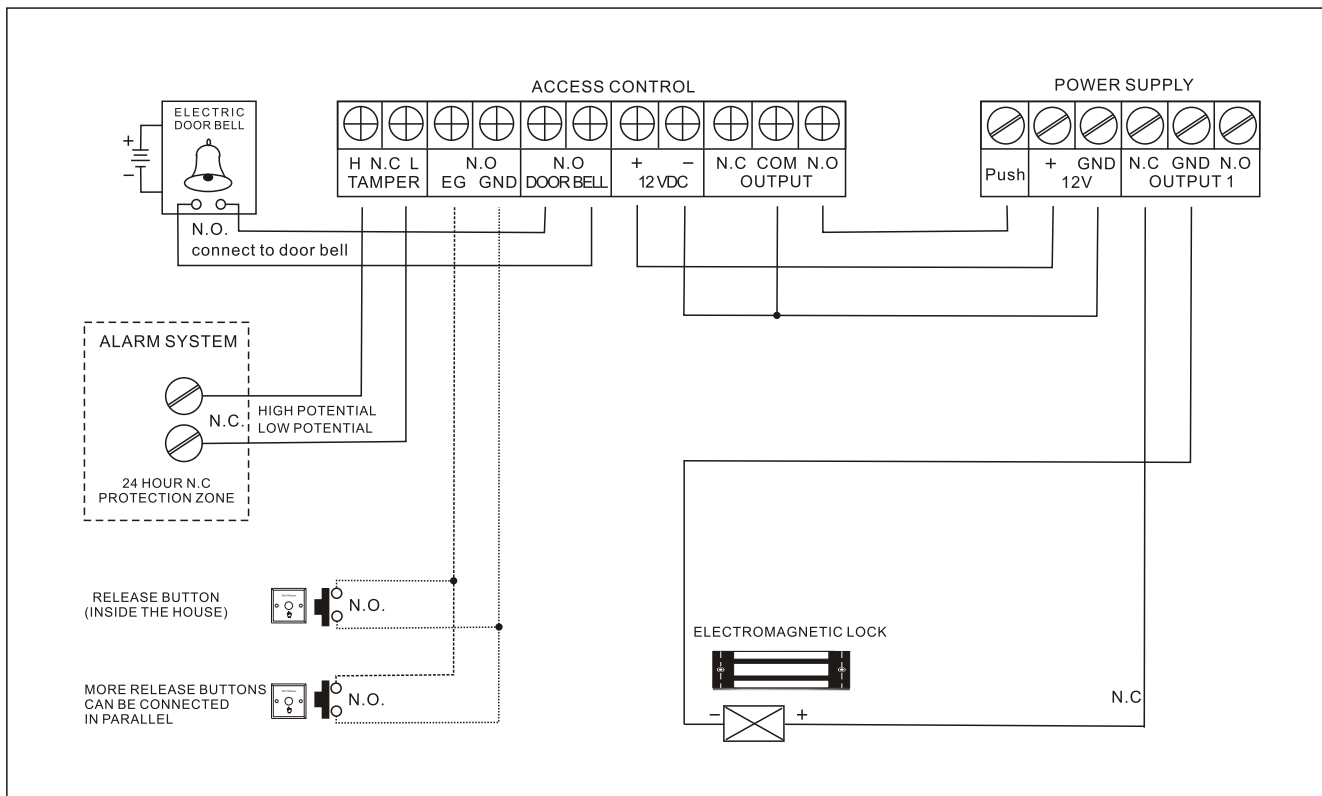 ACCESS CONTROL
POWER SUPPLY
ELECTRIC
DOOR BELL
+
−
H N.C L
TAMPER
N.O
EG GND
N.O
DOOR BELL
+ −
12 VDC
N.C COM N.O
OUTPUT
Push
+ GND
12V
N.C GND N.O
OUTPUT 1
N.O.
connect to door bell
ALARM SYSTEM
N.C.
HIGH POTENTIAL
LOW POTENTIAL
24 HOUR N.C
PROTECTION ZONE
RELEASE BUTTON
(INSIDE THE HOUSE)
N.O.
ELECTROMAGNETIC LOCK
MORE RELEASE BUTTONS
CAN BE CONNECTED
IN PARALLEL
N.O.
N.C
− +